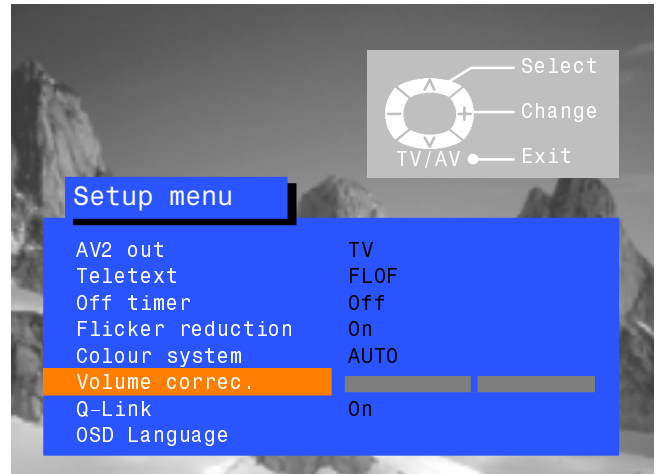 Select
Change
TV/AV Exit
Setup menu
AV2 out TV
Teletext FLOF
Off timer Off
Flicker reduction On
Colour system AUTO
Volume correc.
Q-Link On
OSD Language